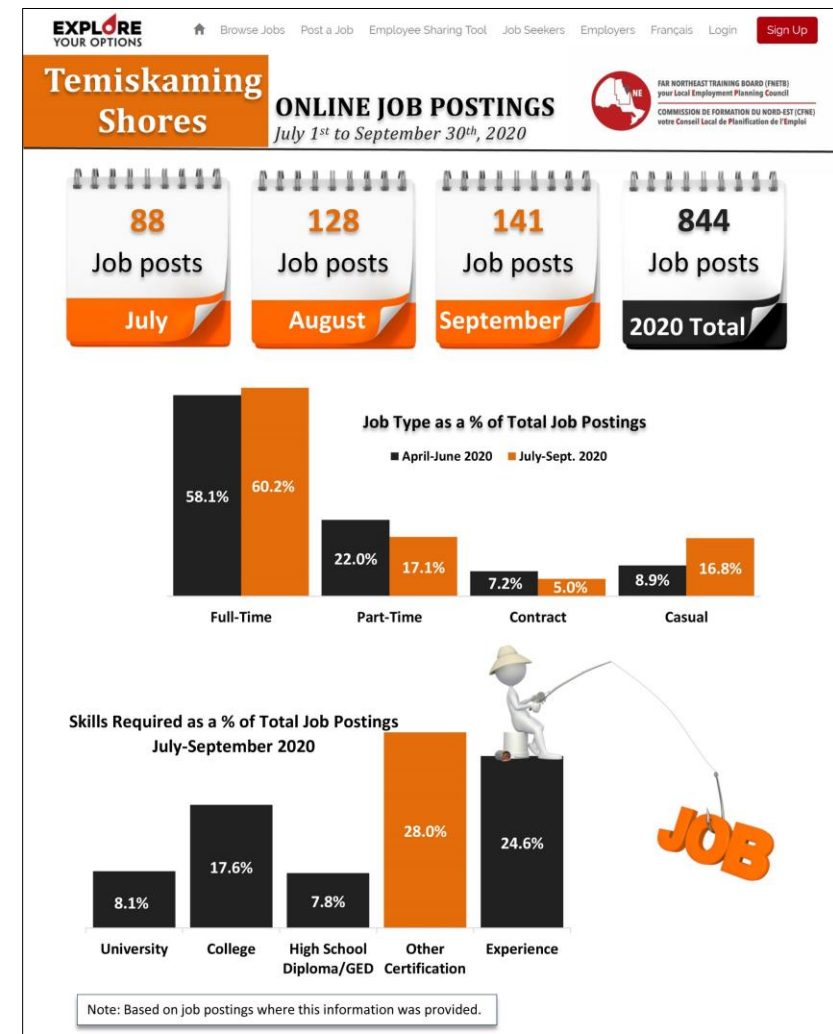 EXPLORE
YOUR OPTIONS
Browse Jobs Post a Job Employee Sharing Tool Job Seekers Employers Français Login Sign Up
Temiskaming
Shores
ONLINE JOB POSTINGS
July 1st to September 30th, 2020
NE
FAR NORTHEAST TRAINING BOARD (FNETB)
your Local Employment Planning Council
COMMISSION DE FORMATION DU NORD-EST (CFNE)
votre Conseil Local de Planification de l'Emploi
88
Job posts
July
128
Job posts
August
141
Job posts
September
844
Job posts
2020 Total
Job Type as a % of Total Job Postings
April-June 2020 July-Sept. 2020
58.1% 60.2%
22.0% 17.1%
7.2% 5.0%
8.9% 16.8%
Full-Time Part-Time Contract Casual
Skills Required as a % of Total Job Postings
July-September 2020
8.1% 17.6% 7.8% 28.0% 24.6%
JOB
University College High School Other Experience
Diploma/GED Certification
Note: Based on job postings where this information was provided.